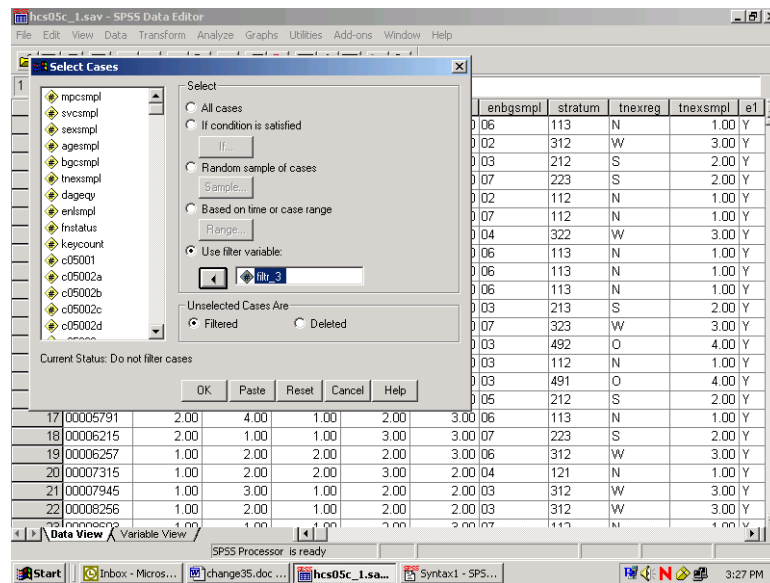 hcs05c_1.sav - SPSS Data Editor
File Edit View Data Transform Analyze Graphs Utilities Add-ons Window Help
Select Cases
1
mpcsmpl
svcsmpl
sexsmpl
agesmpl
bgcsmpl
tnexsmpl
dageqy
enlsmpl
fnstatus
keycount
c05001
c05002a
c05002b
c05002c
c05002d
Select
All cases
If condition is satisfied
If...
Random sample of cases
Sample...
Based on time or case range
Range...
Use filter variable:
filtr_3
Unselected Cases Are
Filtered Deleted
Current Status: Do not filter cases
OK Paste Reset Cancel Help
enbgsmpl stratum tnexreg tnexsmpl e1
06 113 N 1.00 Y
02 312 W 3.00 Y
03 212 S 2.00 Y
07 223 S 2.00 Y
02 112 N 1.00 Y
07 112 N 1.00 Y
04 322 W 3.00 Y
06 113 N 1.00 Y
06 113 N 1.00 Y
06 113 N 1.00 Y
03 213 S 2.00 Y
07 323 W 3.00 Y
03 492 O 4.00 Y
03 112 N 1.00 Y
03 491 O 4.00 Y
05 212 S 2.00 Y
17 00005791 2.00 4.00 1.00 2.00 3.00 06 113 N 1.00 Y
18 00006215 2.00 1.00 1.00 3.00 3.00 07 223 S 2.00 Y
19 00006257 1.00 2.00 2.00 2.00 3.00 06 312 W 3.00 Y
20 00007315 1.00 2.00 2.00 3.00 2.00 04 121 N 1.00 Y
21 00007945 1.00 3.00 1.00 2.00 2.00 03 312 W 3.00 Y
22 00008256 1.00 2.00 1.00 2.00 2.00 03 312 W 3.00 Y
Data View Variable View
SPSS Processor is ready
Start Inbox - Micros... change35.doc ... hcs05c_1.sa... Syntax1 - SPS... 3:27 PM